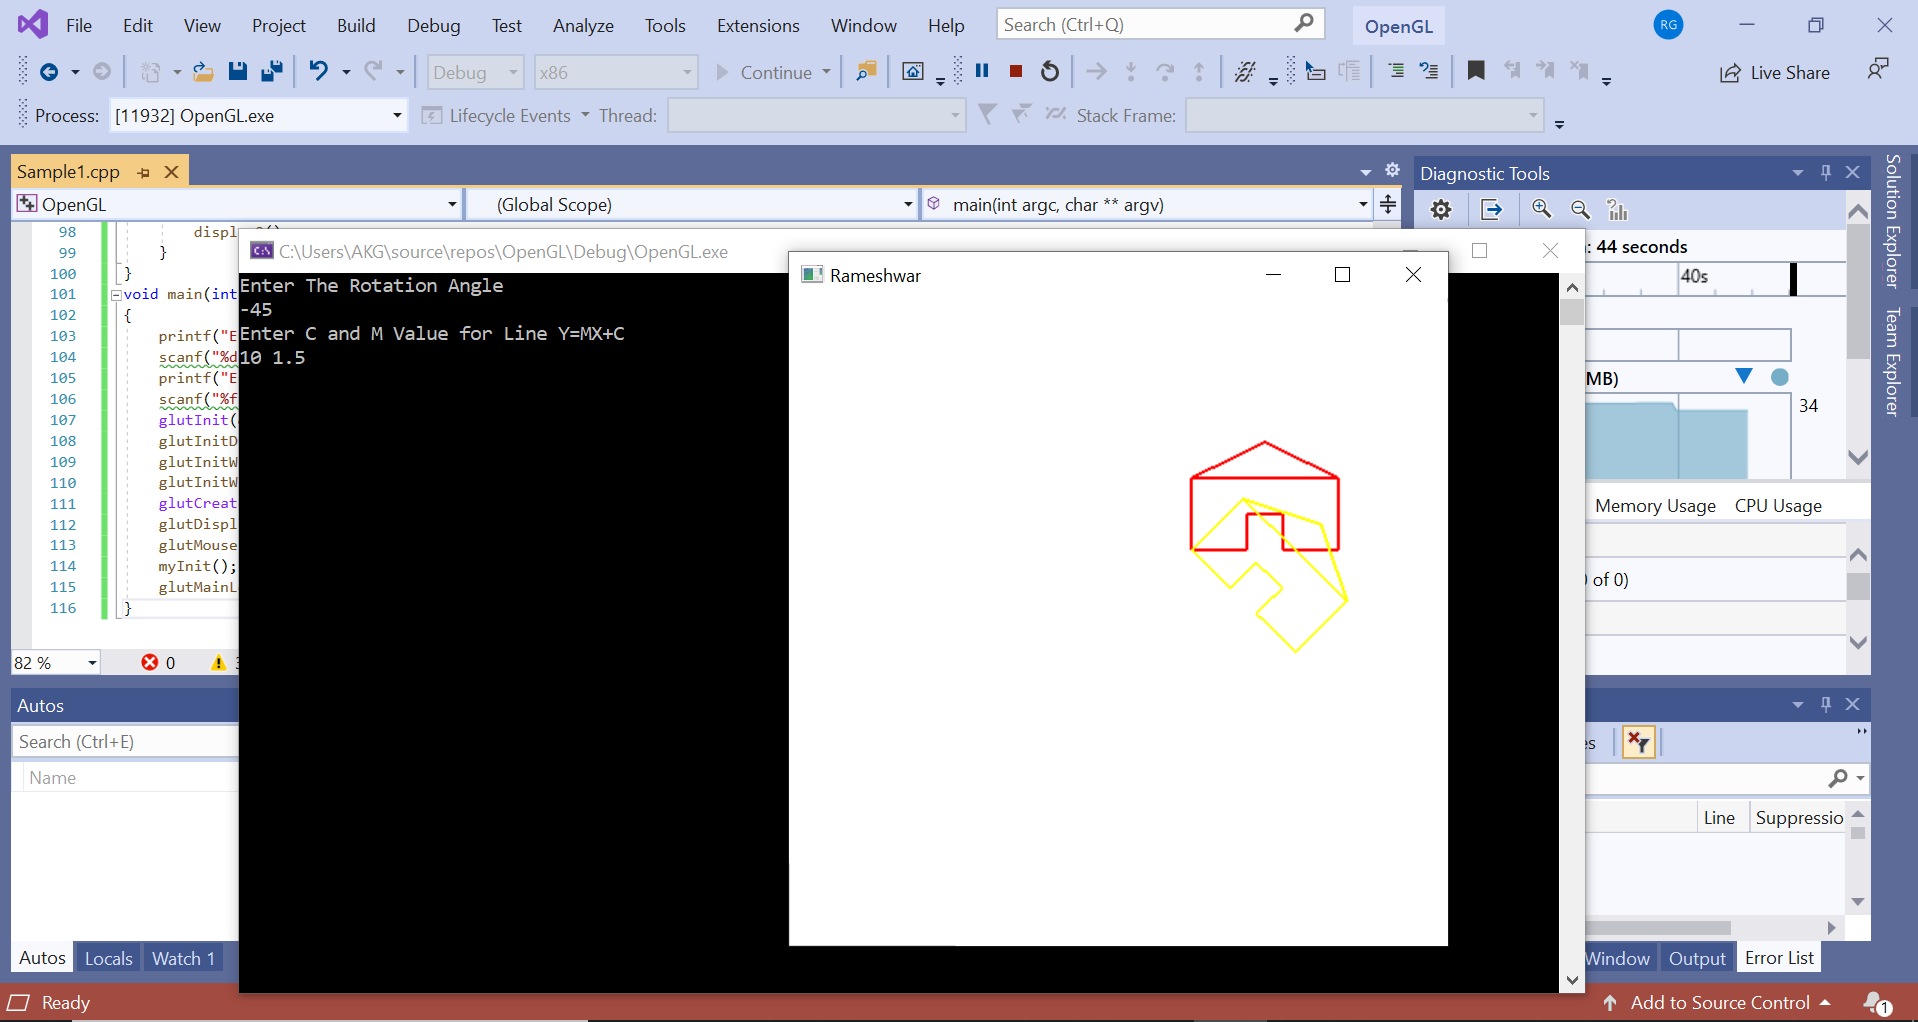 File Edit View Project Build Debug Test Analyze Tools Extensions Window Help Search (Ctrl+Q) OpenGL RG
Debug x86 Continue Live Share
Process: [11932] OpenGL.exe Lifecycle Events Thread: Stack Frame:
Sample1.cpp
OpenGL (Global Scope) main(int argc, char ** argv)
98 displ
99 }
100 }
101 void main(int
102 {
103 printf("E
104 scanf("%d
105 printf("E
106 scanf("%f
107 glutInit(
108 glutInitD
109 glutInitW
110 glutInitW
111 glutCreat
112 glutDispl
113 glutMouse
114 myInit();
115 glutMainL
116 }
82 % 0
C:\Users\AKG\source\repos\OpenGL\Debug\OpenGL.exe
Enter The Rotation Angle
-45
Enter C and M Value for Line Y=MX+C
10 1.5
Rameshwar
Diagnostic Tools
: 44 seconds
40s
MB)
34
Memory Usage CPU Usage
of 0)
Solution Explorer
Team Explorer
Autos
Search (Ctrl+E)
Name
Autos Locals Watch 1
es
Line Suppressio
Window Output Error List
Ready Add to Source Control 1